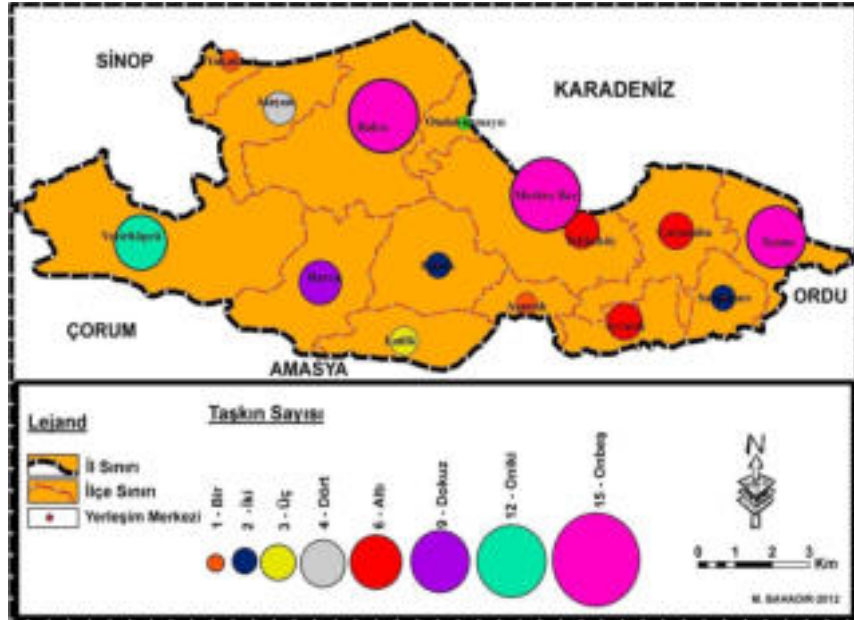 SİNOP
KARADENİZ
Alaçam
Bafra
Ondokuzmayıs
Merkez İlçe
Tekkeköy
Çarşamba
Terme
Vezirköprü
Havza
Kavak
Asarcık
Ayvacık
Salıpazarı
Ladik
ORDU
ÇORUM
AMASYA
Lejand
İl Sınırı
İlçe Sınırı
Yerleşim Merkezi
Taşkın Sayısı
1 - Bir
2 - İki
3 - Üç
4 - Dört
6 - Altı
9 - Dokuz
12 - Oniki
15 - Onbeş
N
0 1 2 3
Km
M. BAHADIR-2012